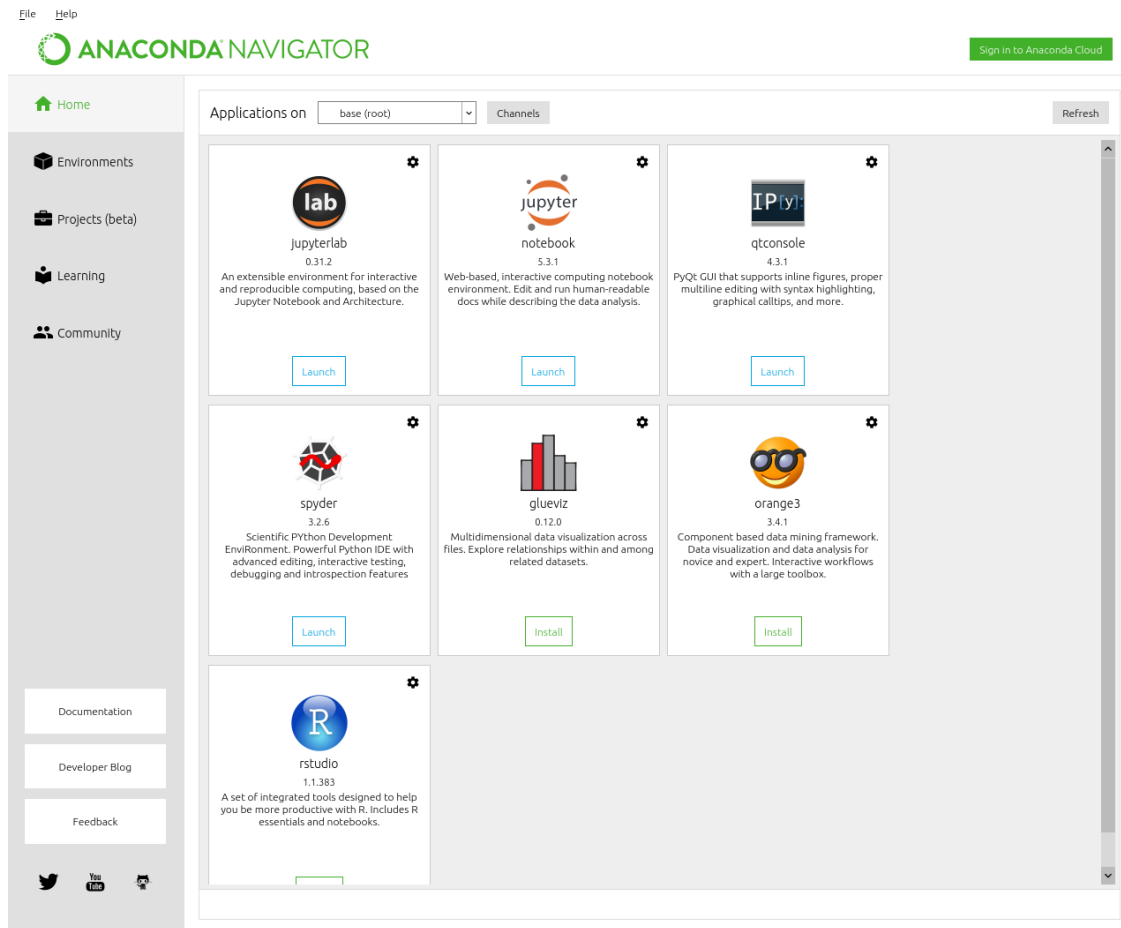 File Help
ANACONDA NAVIGATOR
Sign in to Anaconda Cloud
Home
Environments
Projects (beta)
Learning
Community
Documentation
Developer Blog
Feedback
You
Tube
Applications on base (root) Channels Refresh
lab
jupyterlab
0.31.2
An extensible environment for interactive
and reproducible computing, based on the
Jupyter Notebook and Architecture.
Launch
jupyter
notebook
5.3.1
Web-based, interactive computing notebook
environment. Edit and run human-readable
docs while describing the data analysis.
Launch
IP[y]:
qtconsole
4.3.1
PyQt GUI that supports inline figures, proper
multiline editing with syntax highlighting,
graphical calltips, and more.
Launch
spyder
3.2.6
Scientific PYthon Development
EnviRonment. Powerful Python IDE with
advanced editing, interactive testing,
debugging and introspection features
Launch
glueviz
0.12.0
Multidimensional data visualization across
files. Explore relationships within and among
related datasets.
Install
orange3
3.4.1
Component based data mining framework.
Data visualization and data analysis for
novice and expert. Interactive workflows
with a large toolbox.
Install
R
rstudio
1.1.383
A set of integrated tools designed to help
you be more productive with R. Includes R
essentials and notebooks.